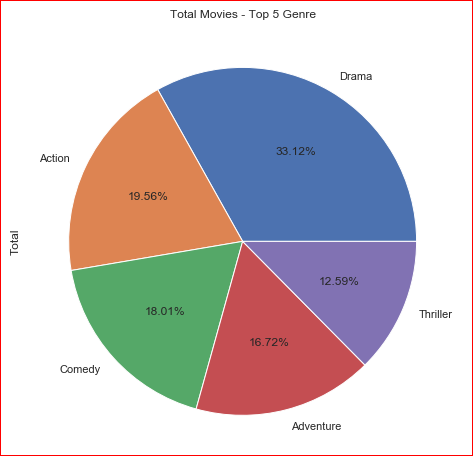 Total Movies - Top 5 Genre
Drama
33.12%
Action
19.56%
Total
12.59%
18.01%
Thriller
16.72%
Comedy
Adventure